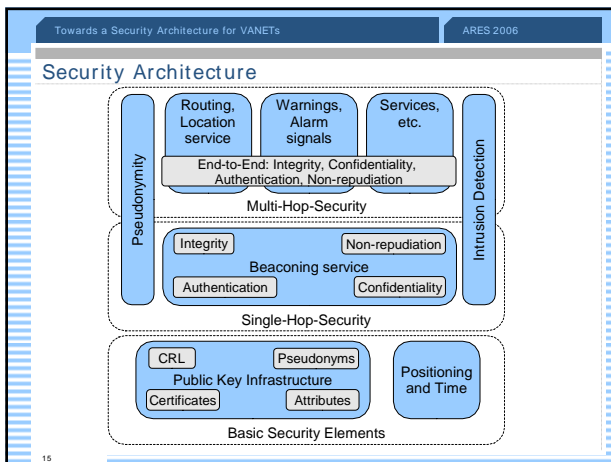 Towards a Security Architecture for VANETs
ARES 2006
Security Architecture
Pseudonymity
Routing,
Location
service
Warnings,
Alarm
signals
Services,
etc.
End-to-End: Integrity, Confidentiality,
Authentication, Non-repudiation
Multi-Hop-Security
Intrusion Detection
Integrity
Non-repudiation
Beaconing service
Authentication
Confidentiality
Single-Hop-Security
CRL
Pseudonyms
Public Key Infrastructure
Certificates
Attributes
Positioning
and Time
Basic Security Elements
15